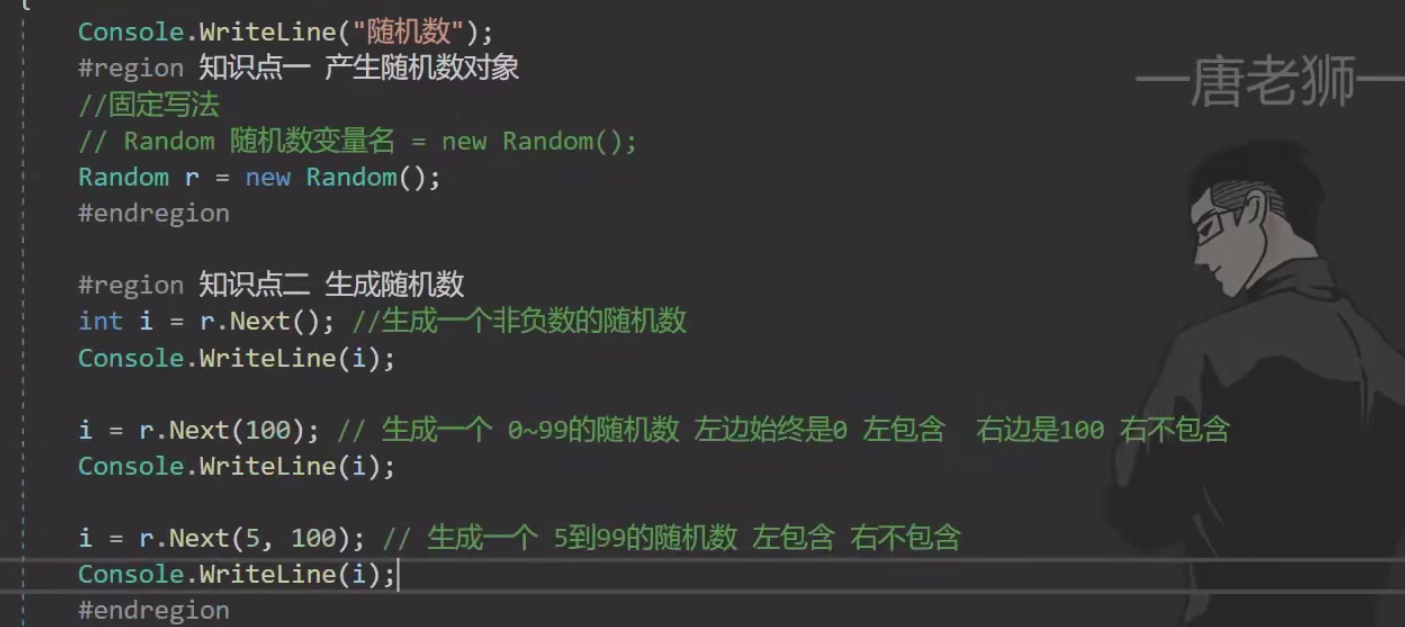 {
Console.WriteLine("随机数");
#region 知识点一 产生随机数对象
//固定写法
// Random 随机数变量名 = new Random();
Random r = new Random();
#endregion
#region 知识点二 生成随机数
int i = r.Next(); //生成一个非负数的随机数
Console.WriteLine(i);
i = r.Next(100); // 生成一个 0~99的随机数 左边始终是0 左包含 右边是100 右不包含
Console.WriteLine(i);
i = r.Next(5, 100); // 生成一个 5到99的随机数 左包含 右不包含
Console.WriteLine(i);
#endregion
—唐老狮—